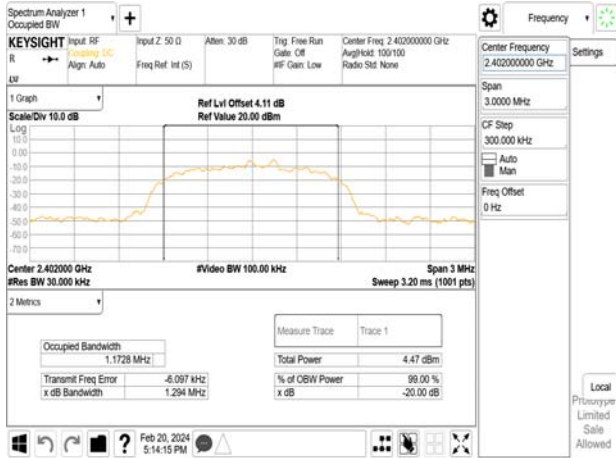 Spectrum Analyzer 1
Occupied BW
Frequency
KEYSIGHT
R
Input: RF
Coupling: DC
Align: Auto
Input Z: 50 Ω
Freq Ref: Int (S)
Atten: 30 dB
Trig: Free Run
Gate: Off
#IF Gain: Low
Center Freq: 2.402000000 GHz
Avg|Hold: 100/100
Radio Std: None
1 Graph
Scale/Div 10.0 dB
Ref Lvl Offset 4.11 dB
Ref Value 20.00 dBm
Log
10.0
0.00
-10.0
-20.0
-30.0
-40.0
-50.0
-60.0
-70.0
Center 2.402000 GHz
#Res BW 30.000 kHz
#Video BW 100.00 kHz
Span 3 MHz
Sweep 3.20 ms (1001 pts)
2 Metrics
Measure Trace Trace 1
Occupied Bandwidth
1.1728 MHz
Total Power 4.47 dBm
Transmit Freq Error -6.097 kHz
% of OBW Power 99.00 %
x dB Bandwidth 1.294 MHz
x dB -20.00 dB
Feb 20, 2024
5:14:15 PM
?
Center Frequency
2.402000000 GHz
Span
3.0000 MHz
CF Step
300.000 kHz
Auto
Man
Freq Offset
0 Hz
Settings
Local
Prototype
Limited
Sale
Allowed